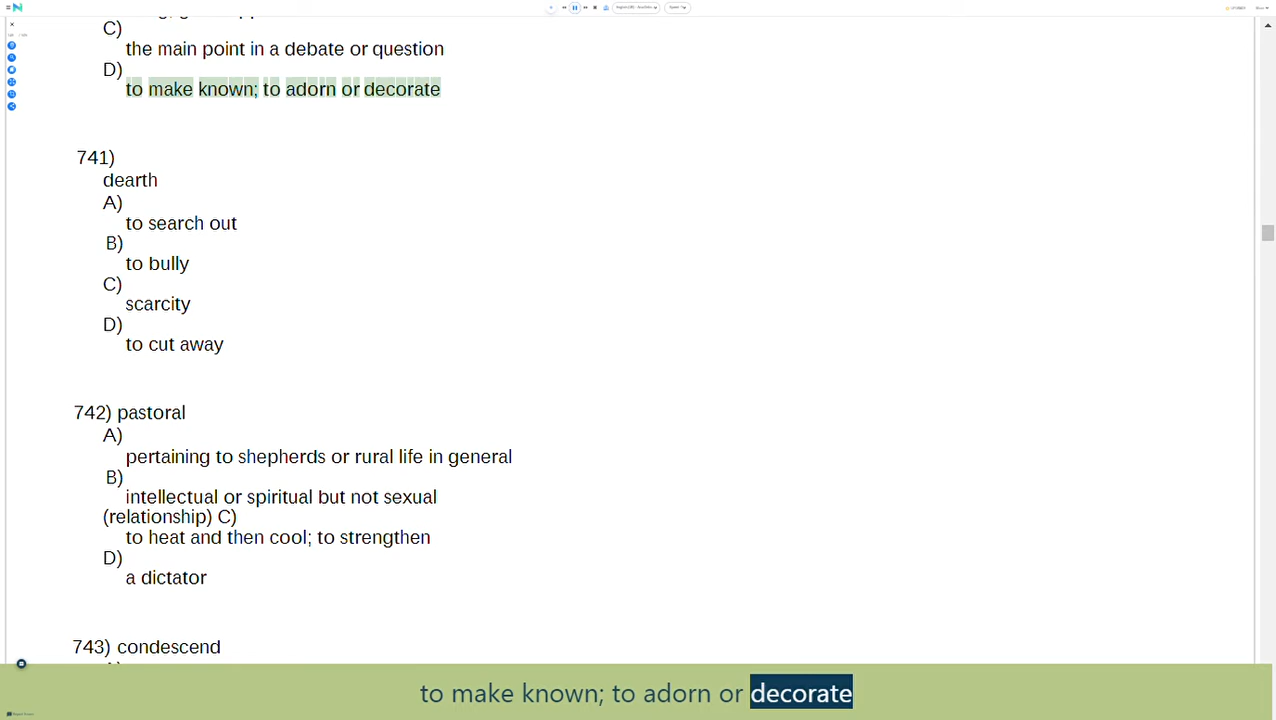 C)
the main point in a debate or question
D)
to make known; to adorn or decorate
741)
dearth
A)
to search out
B)
to bully
C)
scarcity
D)
to cut away
742) pastoral
A)
pertaining to shepherds or rural life in general
B)
intellectual or spiritual but not sexual
(relationship) C)
to heat and then cool; to strengthen
D)
a dictator
743) condescend
to make known; to adorn or decorate